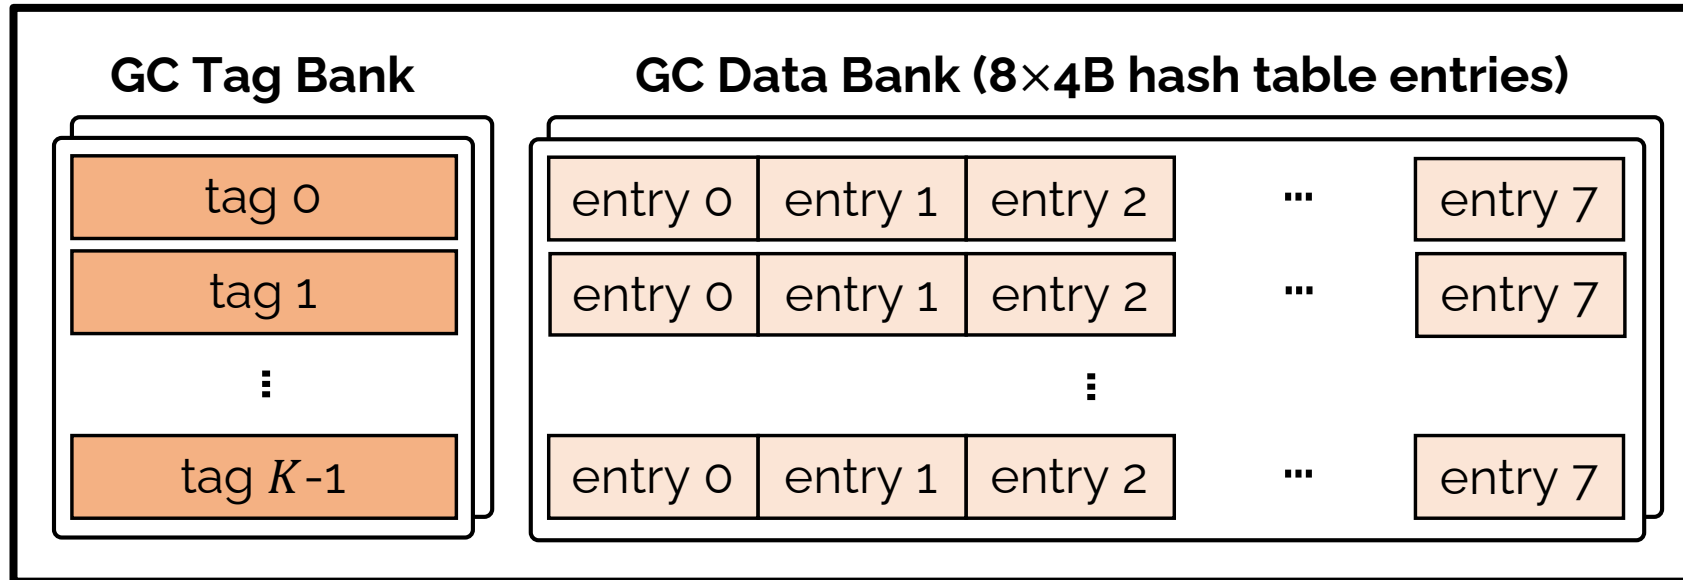 GC Tag Bank
GC Data Bank (8×4B hash table entries)
tag 0
entry 0 entry 1 entry 2 ... entry 7
tag 1
entry 0 entry 1 entry 2 ... entry 7
⋮
⋮
tag K-1
entry 0 entry 1 entry 2 ... entry 7